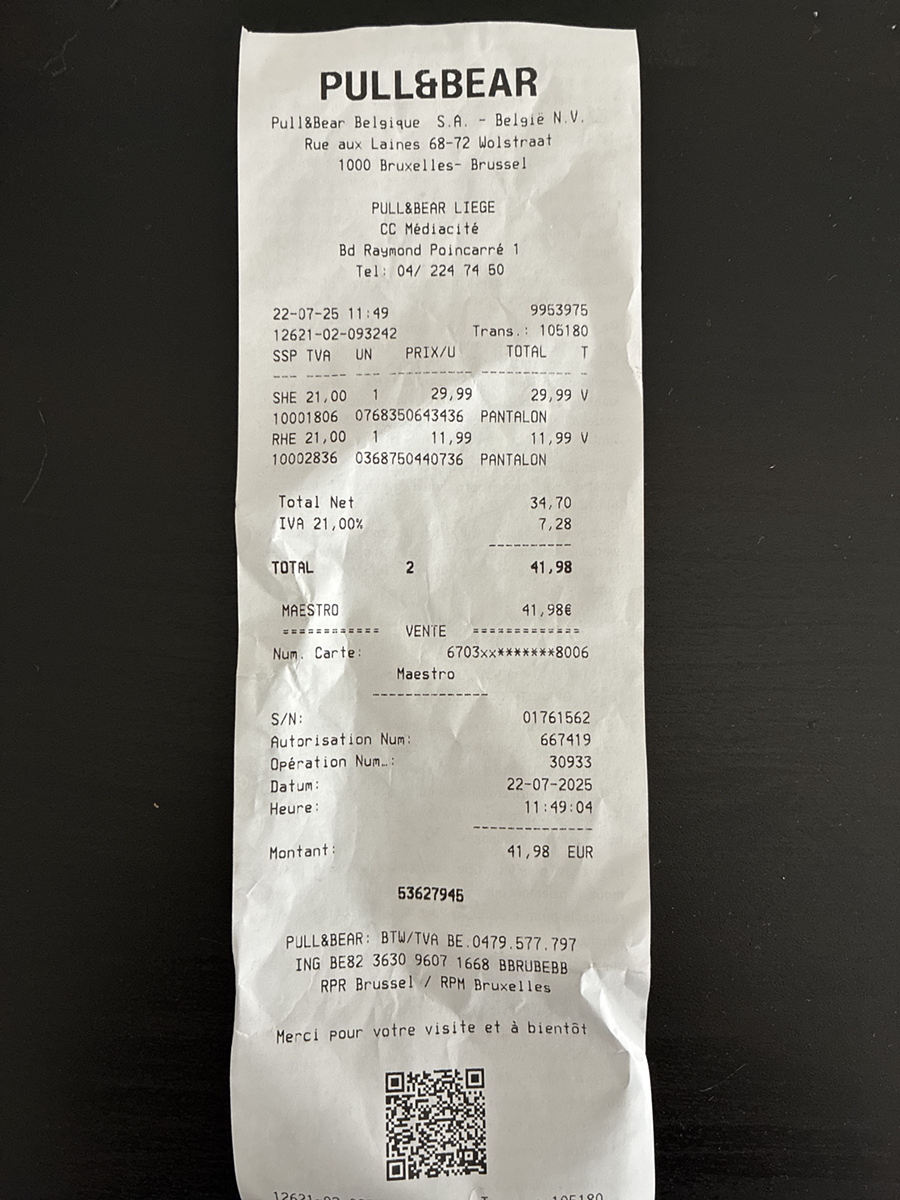 PULL&BEAR
Pull&Bear Belgique S.A. - België N.V.
Rue aux Laines 68-72 Wolstraat
1000 Bruxelles- Brussel
PULL&BEAR LIEGE
CC Médiacité
Bd Raymond Poincarré 1
Tel: 04/ 224 74 50
22-07-25 11:49 9953975
12621-02-093242 Trans.: 105180
SSP TVA UN PRIX/U TOTAL T
--- ----- --- ---------- ----------- -
SHE 21,00 1 29,99 29,99 V
10001806 0768350643436 PANTALON
RHE 21,00 1 11,99 11,99 V
10002836 0368750440736 PANTALON
Total Net 34,70
IVA 21,00% 7,28
----------
TOTAL 2 41,98
MAESTRO 41,98€
============ VENTE =============
Num. Carte: 6703xx*******8006
Maestro
--------------
S/N: 01761562
Autorisation Num: 667419
Opération Num_: 30933
Datum: 22-07-2025
Heure: 11:49:04
--------------
Montant: 41,98 EUR
53627945
PULL&BEAR: BTW/TVA BE.0479.577.797
ING BE82 3630 9607 1668 BBRUBEBB
RPR Brussel / RPM Bruxelles
Merci pour votre visite et à bientôt
105180